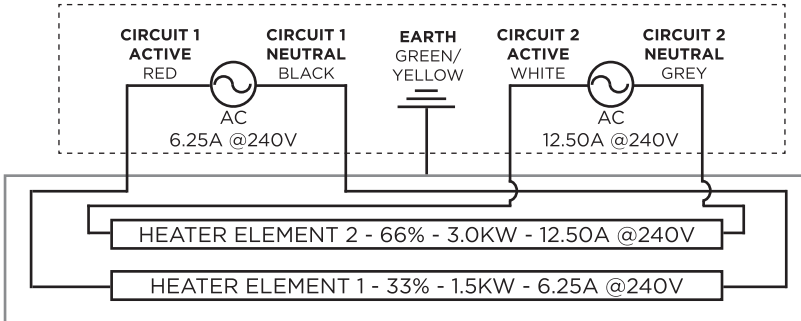 CIRCUIT 1
ACTIVE
RED
CIRCUIT 1
NEUTRAL
BLACK
EARTH
GREEN/
YELLOW
CIRCUIT 2
ACTIVE
WHITE
CIRCUIT 2
NEUTRAL
GREY
AC
6.25A @240V
AC
12.50A @240V
HEATER ELEMENT 2 - 66% - 3.0KW - 12.50A @240V
HEATER ELEMENT 1 - 33% - 1.5KW - 6.25A @240V